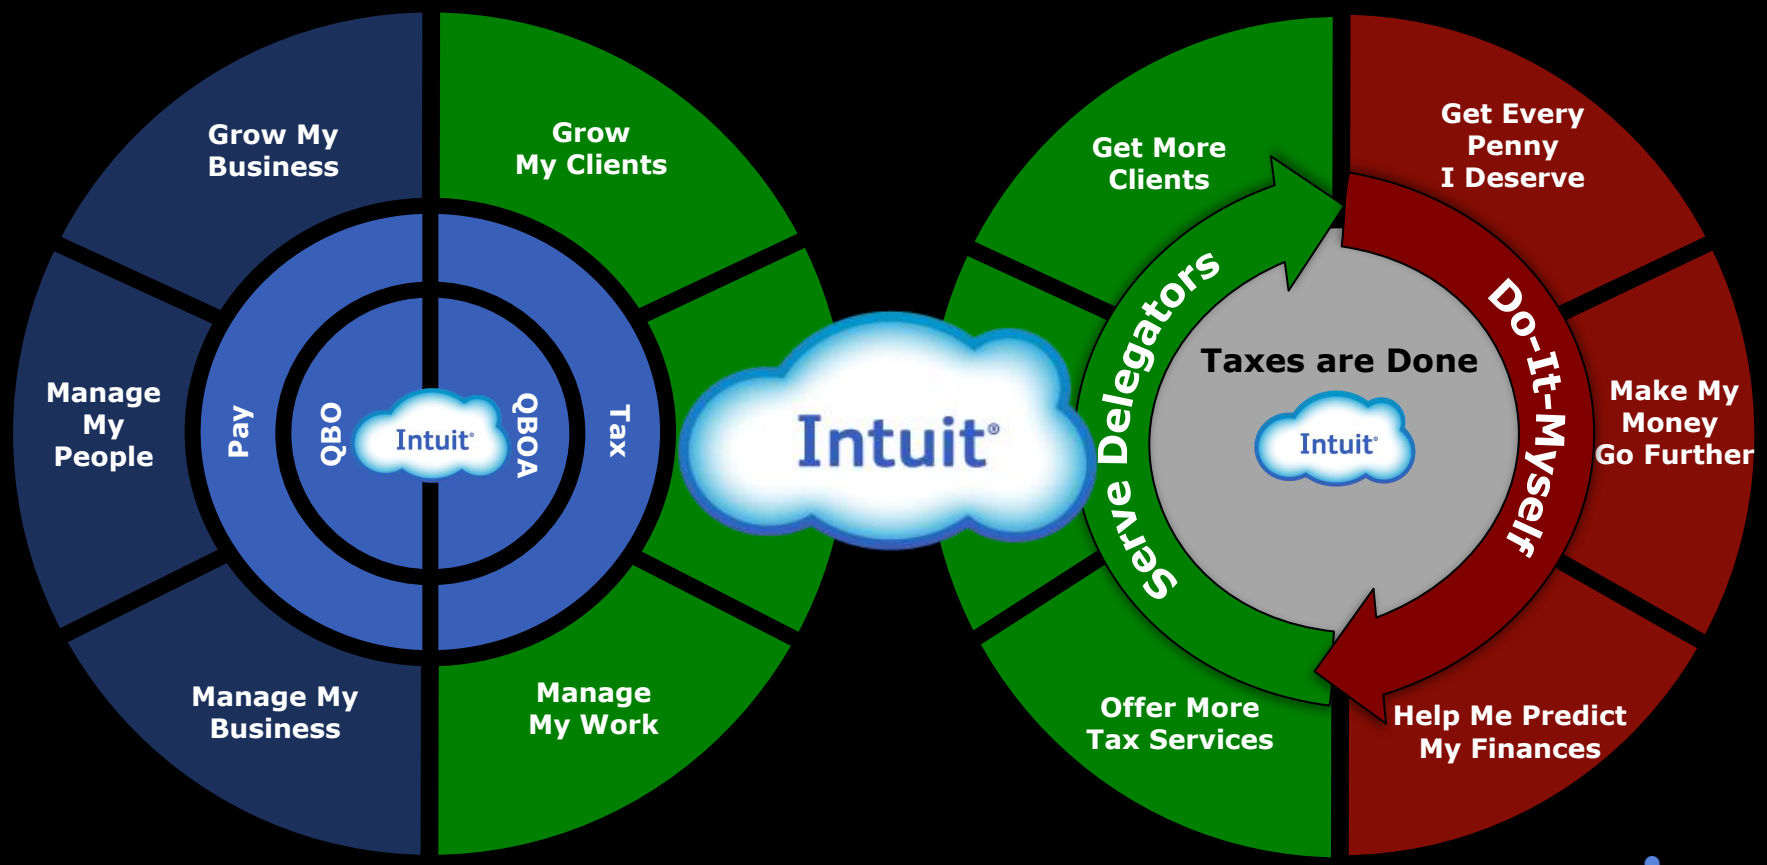 Grow My
Business
Grow
My Clients
Manage
My
People
Pay
QBO
Intuit®
QBOA
Tax
Manage My
Business
Manage
My Work
Intuit®
Get More
Clients
Get Every
Penny
I Deserve
Serve Delegators
Do-It-Myself
Taxes are Done
Intuit®
Make My
Money
Go Further
Offer More
Tax Services
Help Me Predict
My Finances